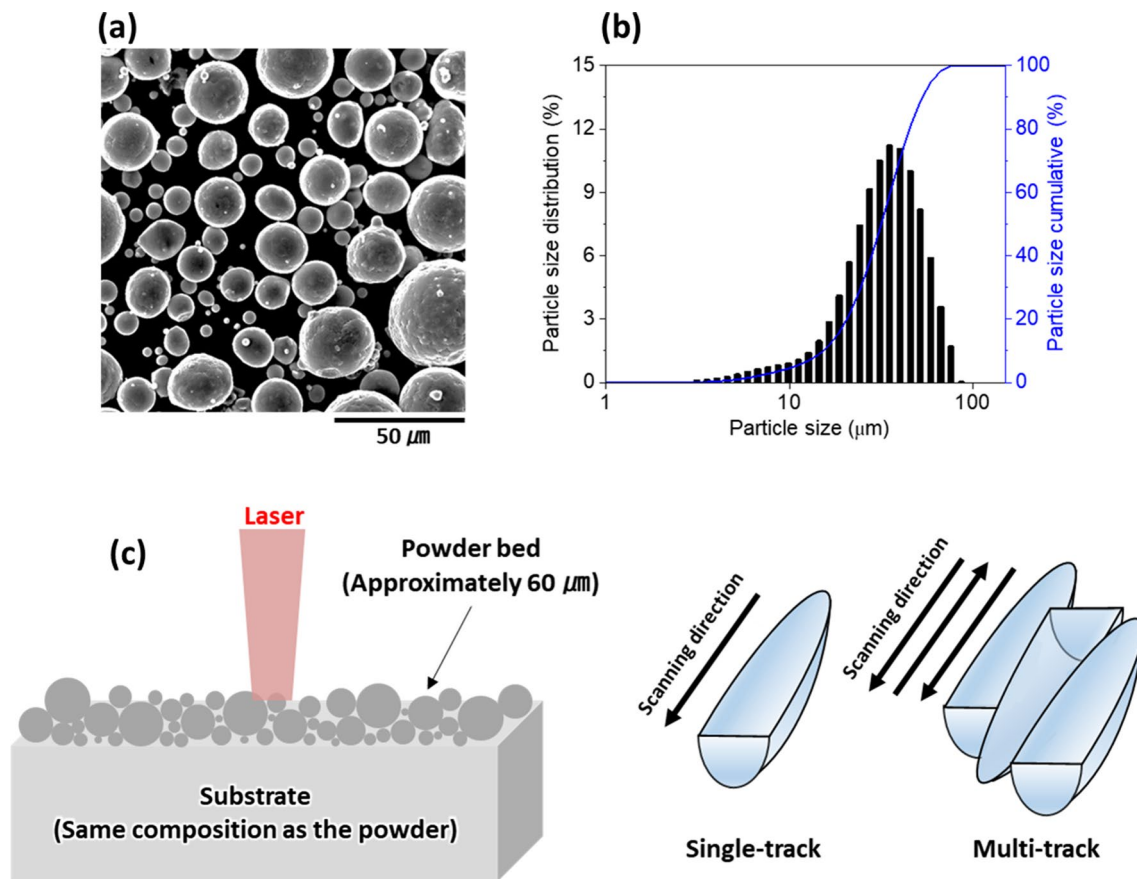 (a)
50 μm
(b)
Particle size distribution (%)
15
12
9
6
3
0
100
80
60
40
20
0
Particle size cumulative (%)
1
10
100
Particle size (μm)
(c)
Laser
Powder bed
(Approximately 60 μm)
Substrate
(Same composition as the powder)
Scanning direction
Single-track
Scanning direction
Multi-track